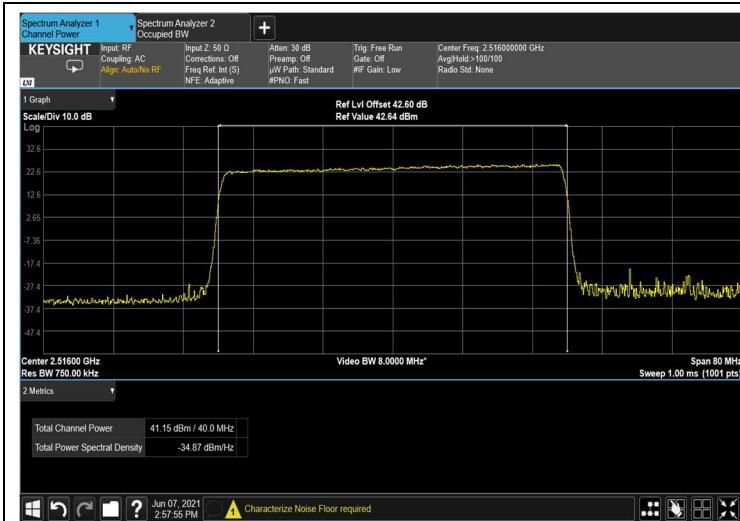 Spectrum Analyzer 1
Channel Power
Spectrum Analyzer 2
Occupied BW
+
KEYSIGHT
LXI
Input: RF
Coupling: AC
Align: Auto/No RF
Input Z: 50 Ω
Corrections: Off
Freq Ref: Int (S)
NFE: Adaptive
Atten: 30 dB
Preamp: Off
µW Path: Standard
#PNO: Fast
Trig: Free Run
Gate: Off
#IF Gain: Low
Center Freq: 2.516000000 GHz
Avg|Hold:>100/100
Radio Std: None
1 Graph
Scale/Div 10.0 dB
Ref Lvl Offset 42.60 dB
Ref Value 42.64 dBm
Log
32.6
22.6
12.6
2.65
-7.36
-17.4
-27.4
-37.4
-47.4
Center 2.51600 GHz
Res BW 750.00 kHz
Video BW 8.0000 MHz*
Span 80 MHz
Sweep 1.00 ms (1001 pts)
2 Metrics
Total Channel Power 41.15 dBm / 40.0 MHz
Total Power Spectral Density -34.87 dBm/Hz
?
Jun 07, 2021
2:57:55 PM
Characterize Noise Floor required